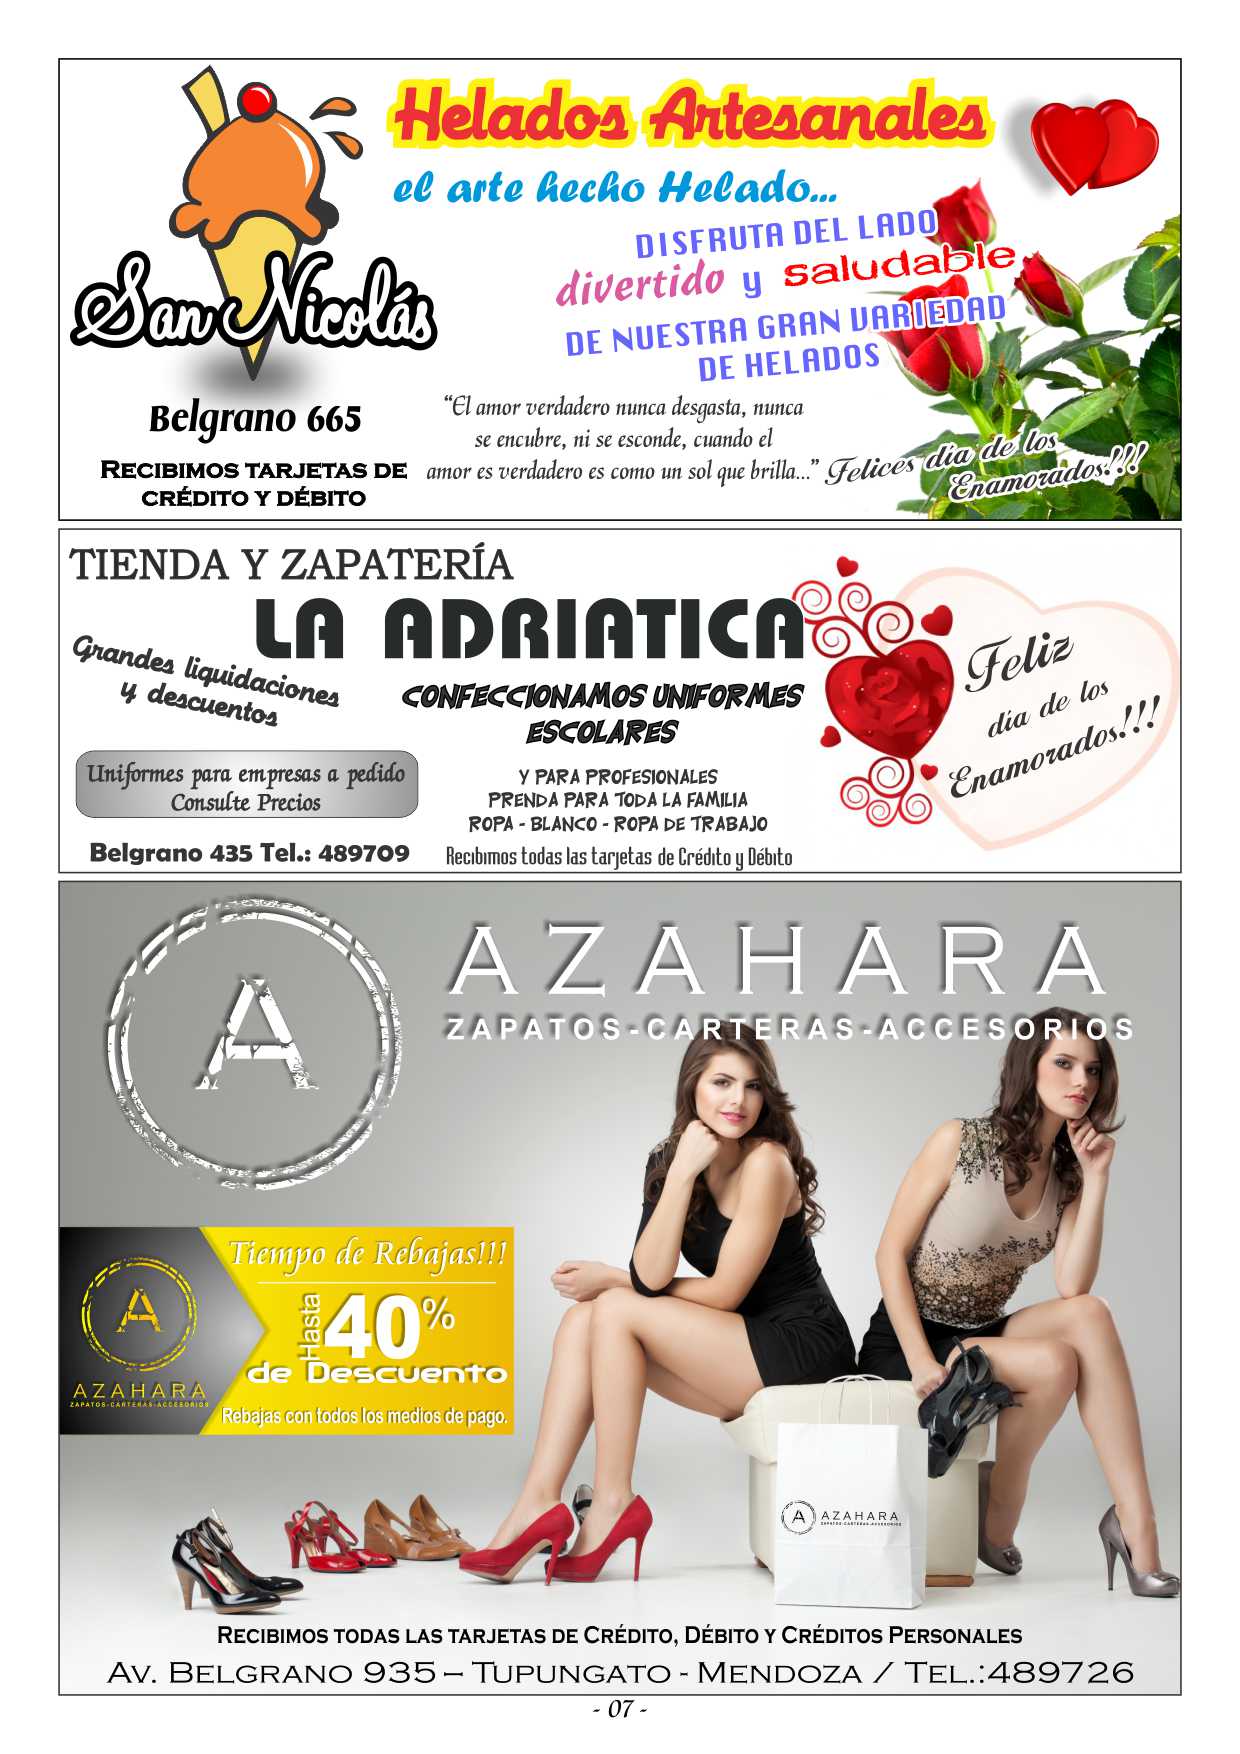 Helados Artesanales
el arte hecho Helado...
DISFRUTA DEL LADO
divertido y saludable
DE NUESTRA GRAN VARIEDAD
DE HELADOS
San Nicolás
Belgrano 665
RECIBIMOS TARJETAS DE
CRÉDITO Y DÉBITO
“El amor verdadero nunca desgasta, nunca
se encubre, ni se esconde, cuando el
amor es verdadero es como un sol que brilla...”
Felices día de los
Enamorados!!!
TIENDA Y ZAPATERÍA
LA ADRIATICA
Grandes liquidaciones
y descuentos
CONFECCIONAMOS UNIFORMES
ESCOLARES
Uniformes para empresas a pedido
Consulte Precios
Y PARA PROFESIONALES
PRENDA PARA TODA LA FAMILIA
ROPA - BLANCO - ROPA DE TRABAJO
Belgrano 435 Tel.: 489709
Recibimos todas las tarjetas de Crédito y Débito
Feliz
día de los
Enamorados!!!
A
AZAHARA
ZAPATOS-CARTERAS-ACCESORIOS
A
AZAHARA
ZAPATOS-CARTERAS-ACCESORIOS
Tiempo de Rebajas!!!
Hasta
40%
de Descuento
Rebajas con todos los medios de pago.
A AZAHARA
ZAPATOS-CARTERAS-ACCESORIOS
RECIBIMOS TODAS LAS TARJETAS DE CRÉDITO, DÉBITO Y CRÉDITOS PERSONALES
AV. BELGRANO 935 – TUPUNGATO - MENDOZA / TEL.:489726
- 07 -